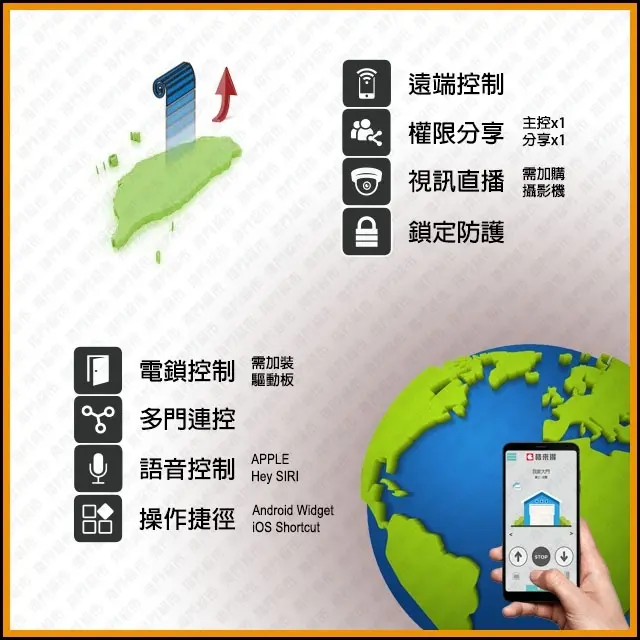 遠端控制
權限分享 主控x1
分享x1
視訊直播 需加購
攝影機
鎖定防護
電鎖控制 需加裝
驅動板
多門連控
語音控制 APPLE
Hey SIRI
操作捷徑 Android Widget
iOS Shortcut
STOP